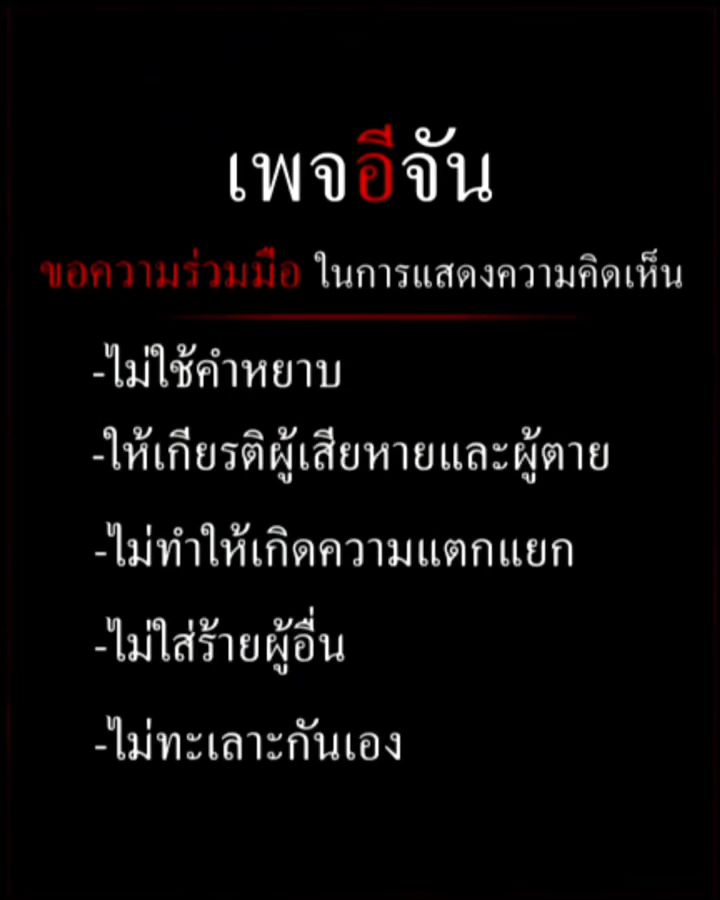 เพจอีจัน
ขอความร่วมมือ ในการแสดงความคิดเห็น
-ไม่ใช้คำหยาบ
-ให้เกียรติผู้เสียหายและผู้ตาย
-ไม่ทำให้เกิดความแตกแยก
-ไม่ใส่ร้ายผู้อื่น
-ไม่ทะเลาะกันเอง